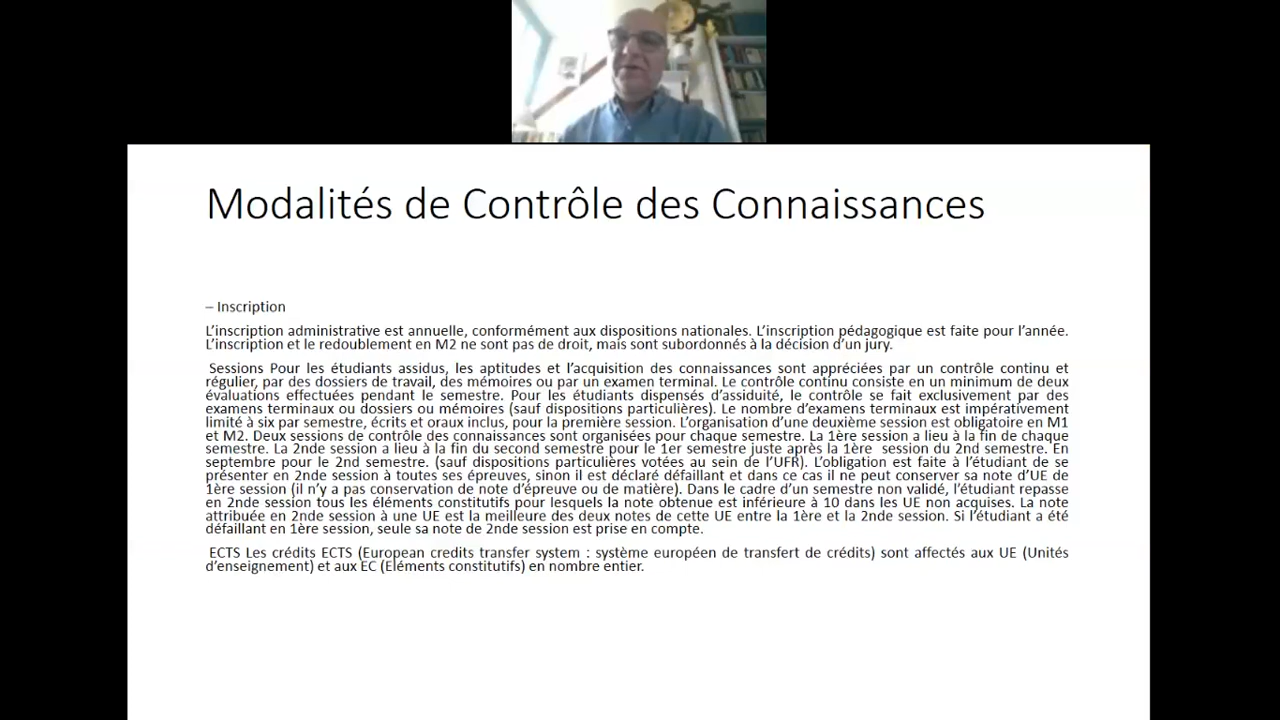 Modalités de Contrôle des Connaissances
– Inscription
L’inscription administrative est annuelle, conformément aux dispositions nationales. L’inscription pédagogique est faite pour l’année.
L’inscription et le redoublement en M2 ne sont pas de droit, mais sont subordonnés à la décision d’un jury.
Sessions Pour les étudiants assidus, les aptitudes et l’acquisition des connaissances sont appréciées par un contrôle continu et
régulier, par des dossiers de travail, des mémoires ou par un examen terminal. Le contrôle continu consiste en un minimum de deux
évaluations effectuées pendant le semestre. Pour les étudiants dispensés d’assiduité, le contrôle se fait exclusivement par des
examens terminaux ou dossiers ou mémoires (sauf dispositions particulières). Le nombre d’examens terminaux est impérativement
limité à six par semestre, écrits et oraux inclus, pour la première session. L’organisation d’une deuxième session est obligatoire en M1
et M2. Deux sessions de contrôle des connaissances sont organisées pour chaque semestre. La 1ère session a lieu à la fin de chaque
semestre. La 2nde session a lieu à la fin du second semestre pour le 1er semestre juste après la 1ère session du 2nd semestre. En
septembre pour le 2nd semestre. (sauf dispositions particulières votées au sein de l’UFR). L’obligation est faite à l’étudiant de se
présenter en 2nde session à toutes ses épreuves, sinon il est déclaré défaillant et dans ce cas il ne peut conserver sa note d’UE de
1ère session (il n’y a pas conservation de note d’épreuve ou de matière). Dans le cadre d’un semestre non validé, l’étudiant repasse
en 2nde session tous les éléments constitutifs pour lesquels la note obtenue est inférieure à 10 dans les UE non acquises. La note
attribuée en 2nde session à une UE est la meilleure des deux notes de cette UE entre la 1ère et la 2nde session. Si l’étudiant a été
défaillant en 1ère session, seule sa note de 2nde session est prise en compte.
ECTS Les crédits ECTS (European credits transfer system : système européen de transfert de crédits) sont affectés aux UE (Unités
d’enseignement) et aux EC (Eléments constitutifs) en nombre entier.